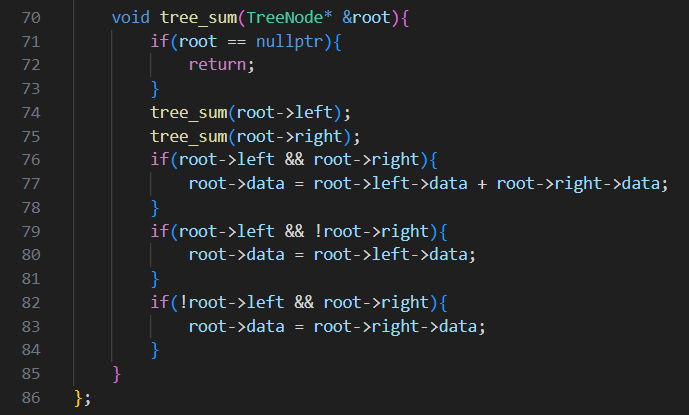 70 void tree_sum(TreeNode* &root){
71 if(root == nullptr){
72 return;
73 }
74 tree_sum(root->left);
75 tree_sum(root->right);
76 if(root->left && root->right){
77 root->data = root->left->data + root->right->data;
78 }
79 if(root->left && !root->right){
80 root->data = root->left->data;
81 }
82 if(!root->left && root->right){
83 root->data = root->right->data;
84 }
85 }
86 };